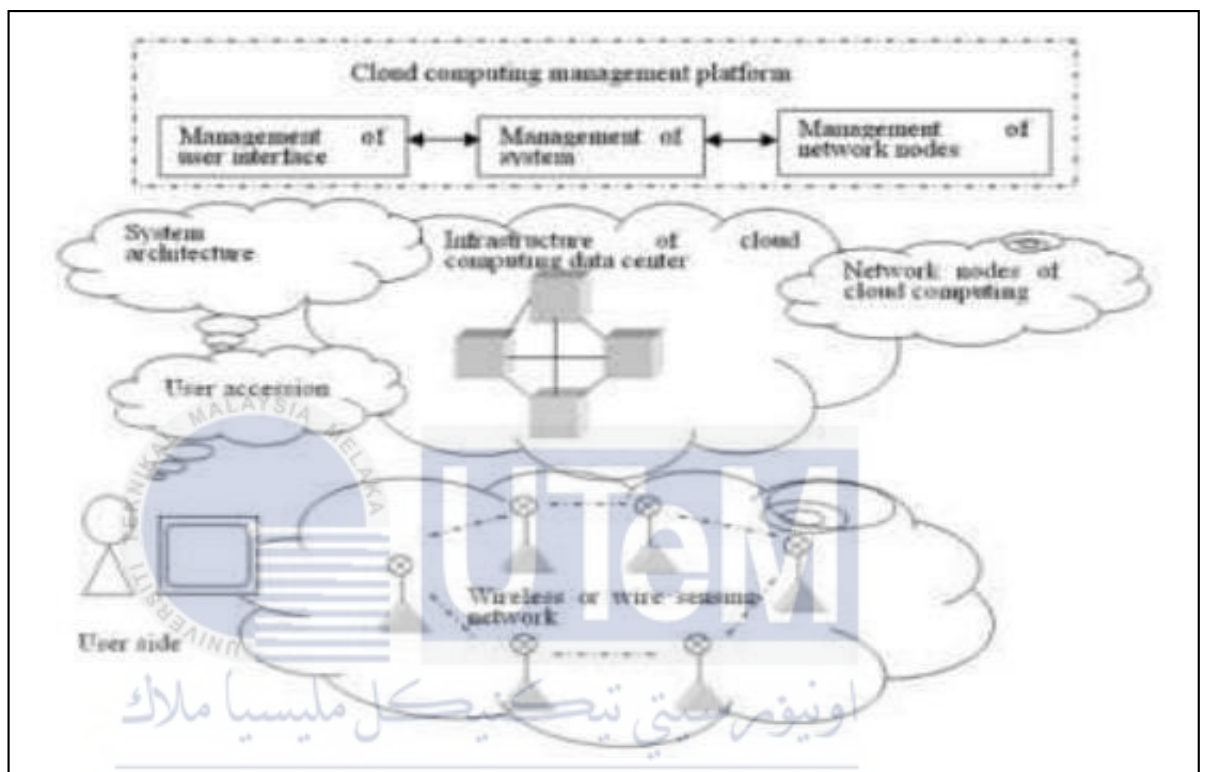 Cloud computing management platform
Management of
user interface
Management of
system
Management of
network nodes
System
architecture
Infrastructure of cloud
computing data center
Network nodes of
cloud computing
User accession
UNIVERSITI TEKNIKAL MALAYSIA MELAKA
UTeM
Wireless or wire sensing
network
User side
اونيۏرسيتي تيكنيكل مليسيا ملاك